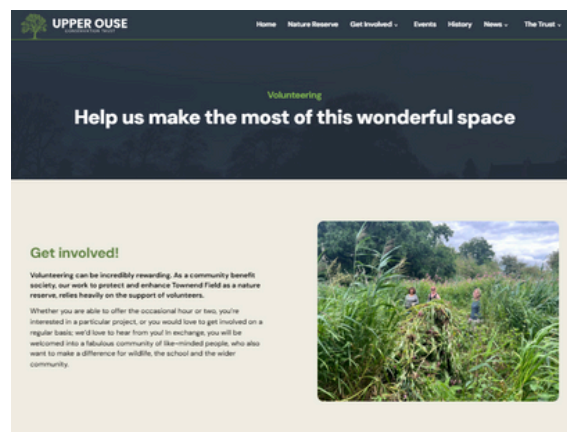 UPPER OUSE
CONSERVATION TRUST
Home Nature Reserve Get Involved Events History News The Trust
Volunteering
Help us make the most of this wonderful space
Get involved!
Volunteering can be incredibly rewarding. As a community benefit
society, our work to protect and enhance Townend Field as a nature
reserve, relies heavily on the support of volunteers.
Whether you are able to offer the occasional hour or two, you're
interested in a particular project, or you would love to get involved on a
regular basis; we'd love to hear from you! In exchange, you will be
welcomed into a fabulous community of like-minded people, who also
want to make a difference for wildlife, the school and the wider
community.